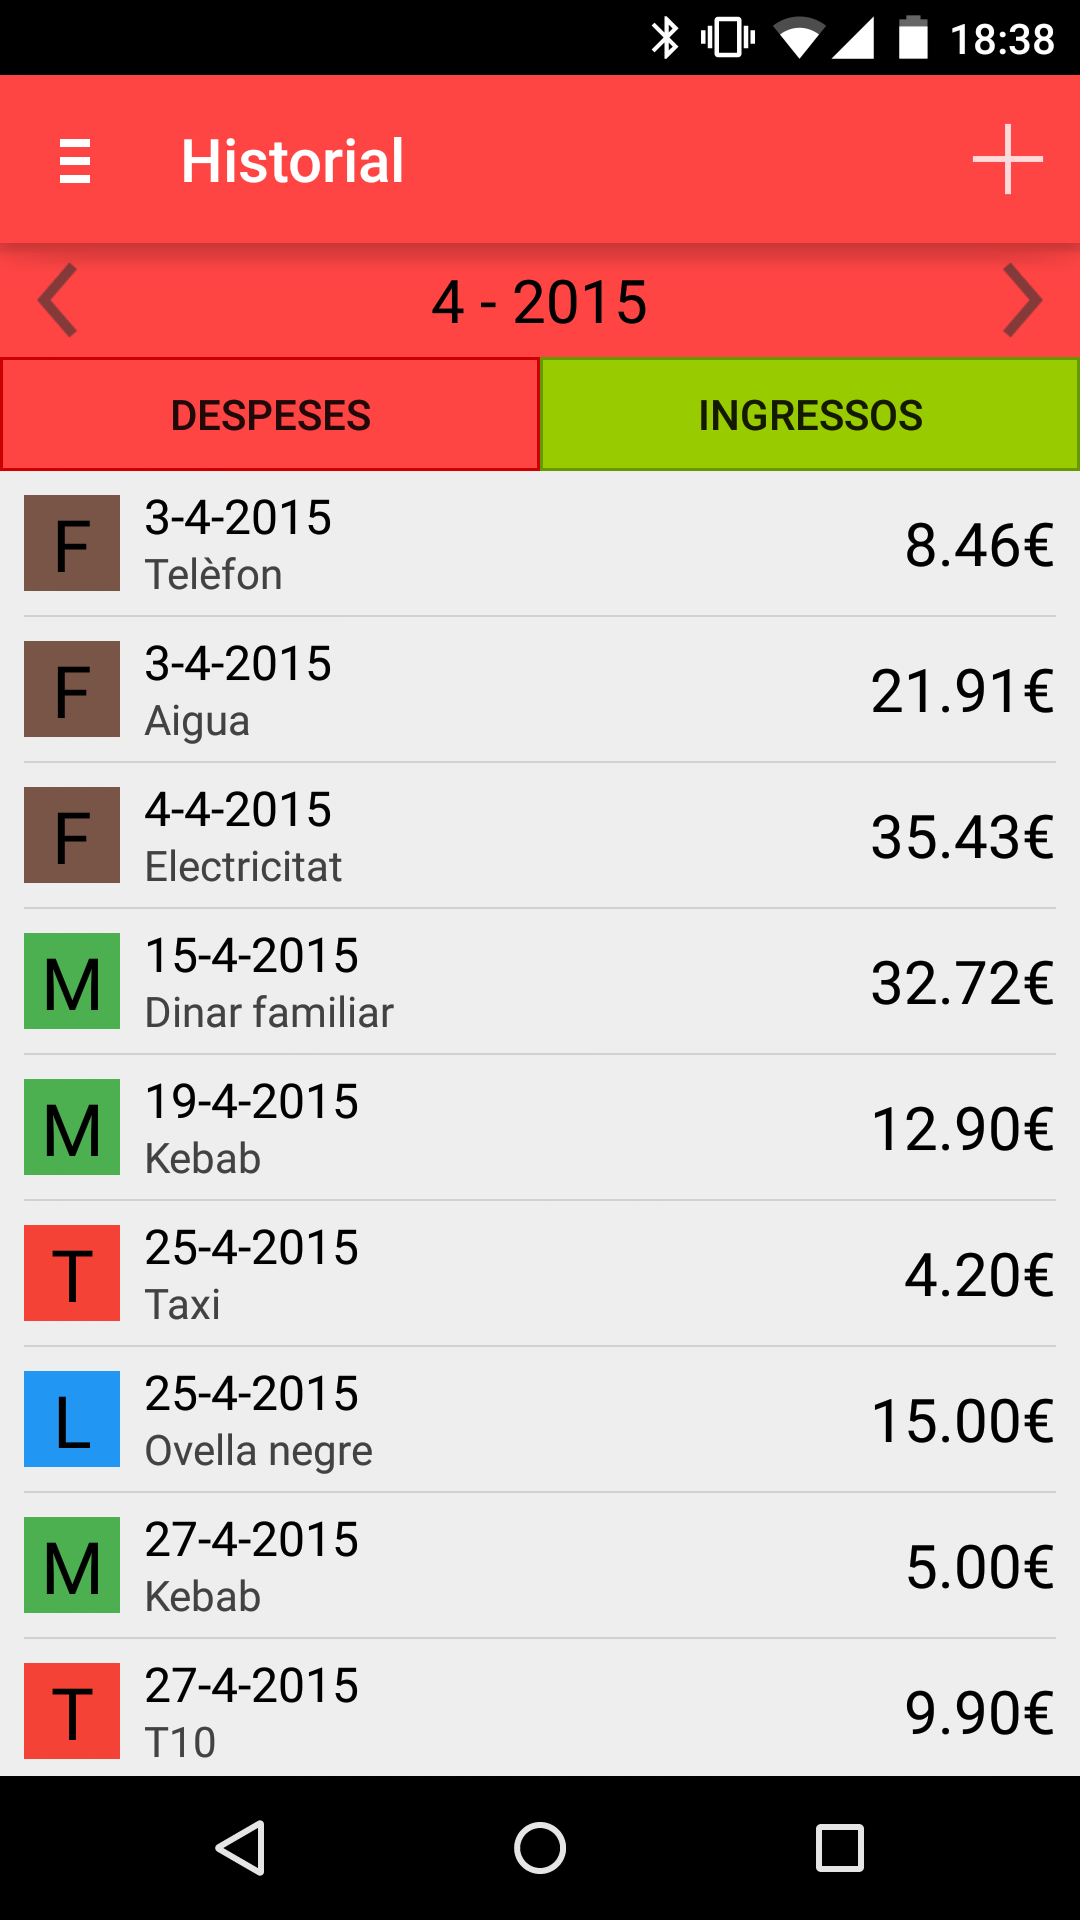 18:38
Historial
4 - 2015
DESPESES INGRESSOS
F 3-4-2015 8.46€
Telèfon
F 3-4-2015 21.91€
Aigua
F 4-4-2015 35.43€
Electricitat
M 15-4-2015 32.72€
Dinar familiar
M 19-4-2015 12.90€
Kebab
T 25-4-2015 4.20€
Taxi
L 25-4-2015 15.00€
Ovella negre
M 27-4-2015 5.00€
Kebab
T 27-4-2015 9.90€
T10